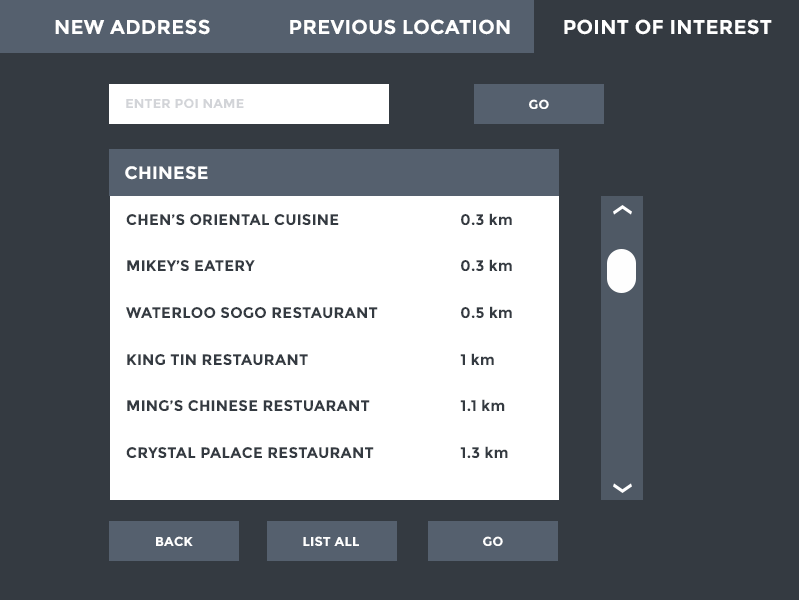 NEW ADDRESS PREVIOUS LOCATION POINT OF INTEREST
ENTER POI NAME GO
CHINESE
CHEN'S ORIENTAL CUISINE 0.3 km
MIKEY'S EATERY 0.3 km
WATERLOO SOGO RESTAURANT 0.5 km
KING TIN RESTAURANT 1 km
MING'S CHINESE RESTUARANT 1.1 km
CRYSTAL PALACE RESTAURANT 1.3 km
BACK LIST ALL GO